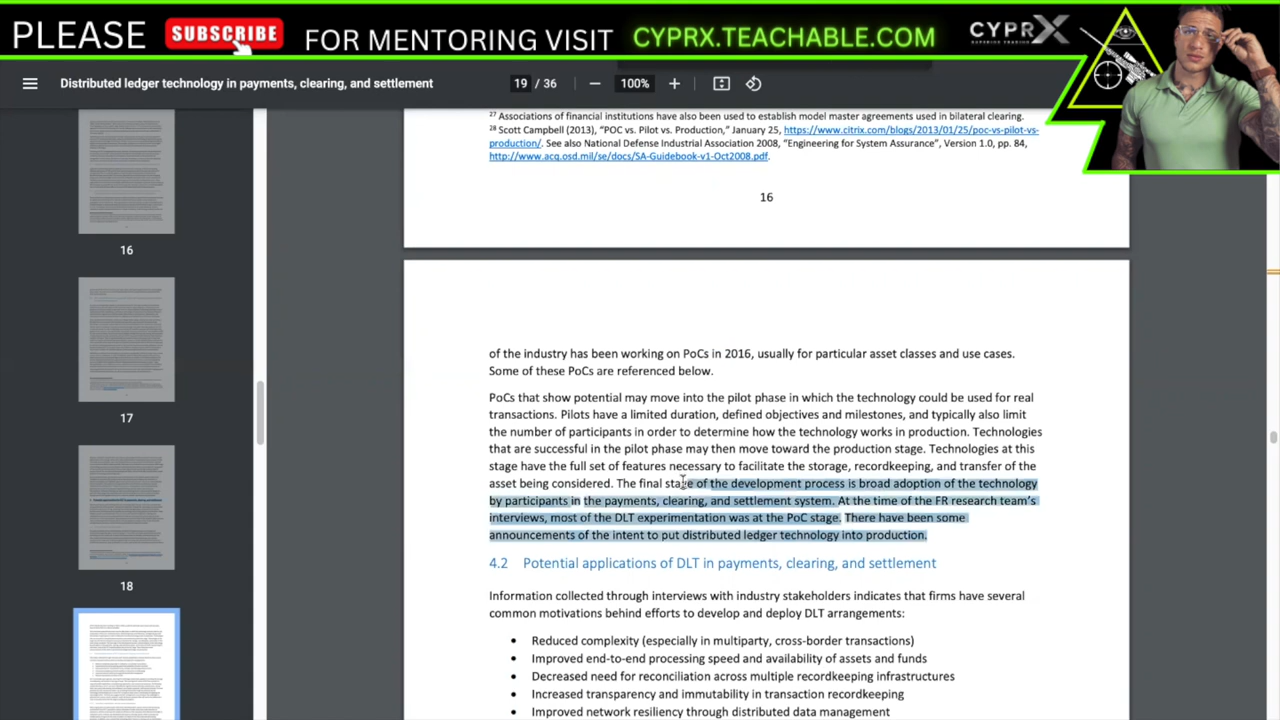 PLEASE SUBSCRIBE FOR MENTORING VISIT CYPRX.TEACHABLE.COM CYPRX
Distributed ledger technology in payments, clearing, and settlement 19 / 36 100%
27 Associations of financial institutions have also been used to establish model master agreements used in bilateral clearing.
28 Scott Campbell (2013), “POC vs. Pilot vs. Production,” January 25, https://www.citrix.com/blogs/2013/01/25/poc-vs-pilot-vs-
production/. See also National Defense Industrial Association 2008, “Engineering for System Assurance”, Version 1.0, pp. 84,
http://www.acq.osd.mil/se/docs/SA-Guidebook-v1-Oct2008.pdf.
16
of the industry has been working on PoCs in 2016, usually for particular asset classes and use cases.
Some of these PoCs are referenced below.
PoCs that show potential may move into the pilot phase in which the technology could be used for real
transactions. Pilots have a limited duration, defined objectives and milestones, and typically also limit
the number of participants in order to determine how the technology works in production. Technologies
that are successful in the pilot phase may then move toward the production stage. Technologies at this
stage have the full set of features necessary to facilitate the storage, recordkeeping, and transfer of the
asset being considered. The final stage of the development process is broad adoption of the technology
by participants in the payments, clearing, and settlement system. At the time of the FR research team’s
interviews, most of the DLT experimentation was at the PoC stage. There have been some
announcements of the intent to put distributed ledger technology into production.
4.2 Potential applications of DLT in payments, clearing, and settlement
Information collected through interviews with industry stakeholders indicates that firms have several
common motivations behind efforts to develop and deploy DLT arrangements:
• Reduced complexity (especially in multiparty, cross-border transactions)
• Improved end-to-end processing speed and availability of assets and funds
• Decreased need for reconciliation across multiple recordkeeping infrastructures
• Increased transparency and immutability in transaction recordkeeping
• Improved network resiliency through distributed data management
16
17
18